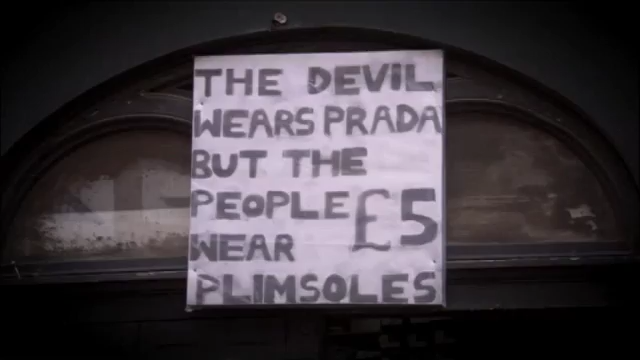 THE DEVIL
WEARS PRADA
BUT THE
PEOPLE £5
WEAR
PLIMSOLES